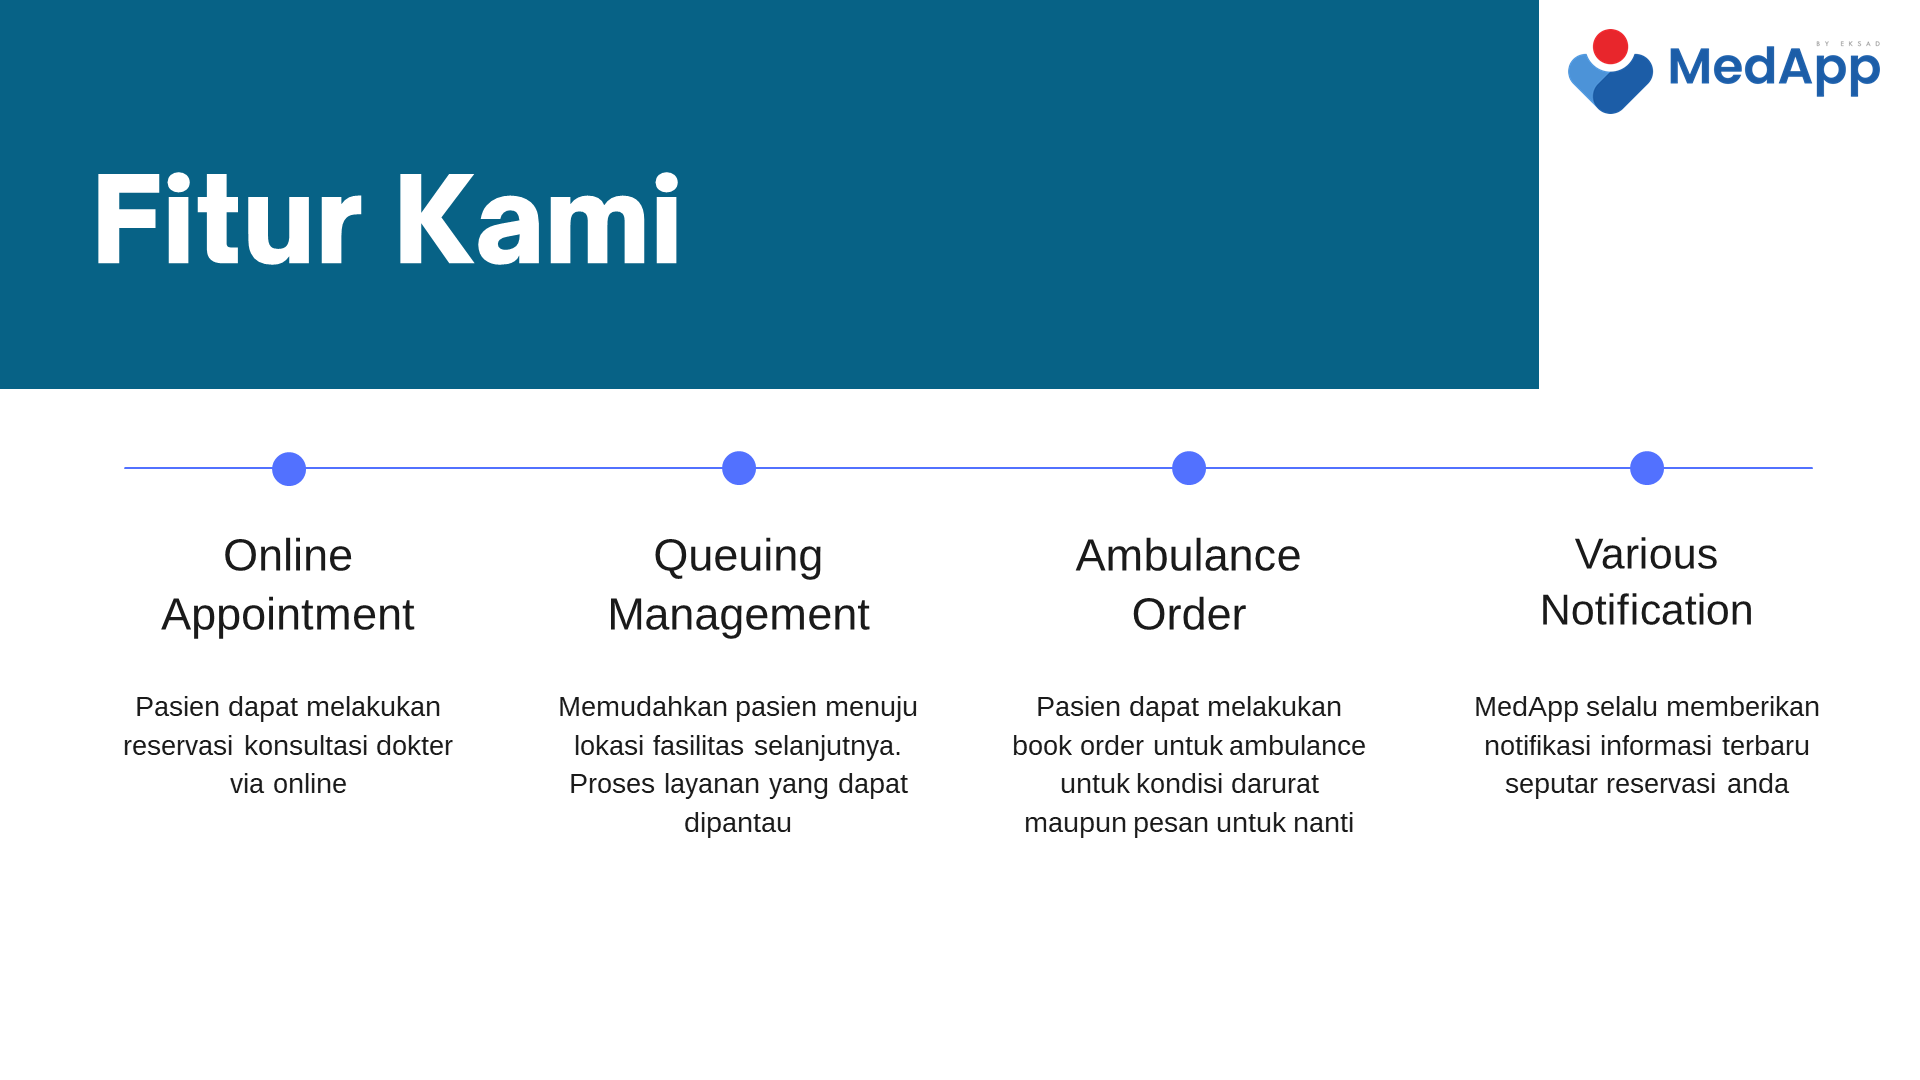 BY EKSAD
MedApp
Fitur Kami
Online
Appointment
Pasien dapat melakukan
reservasi konsultasi dokter
via online
Queuing
Management
Memudahkan pasien menuju
lokasi fasilitas selanjutnya.
Proses layanan yang dapat
dipantau
Ambulance
Order
Pasien dapat melakukan
book order untuk ambulance
untuk kondisi darurat
maupun pesan untuk nanti
Various
Notification
MedApp selalu memberikan
notifikasi informasi terbaru
seputar reservasi anda